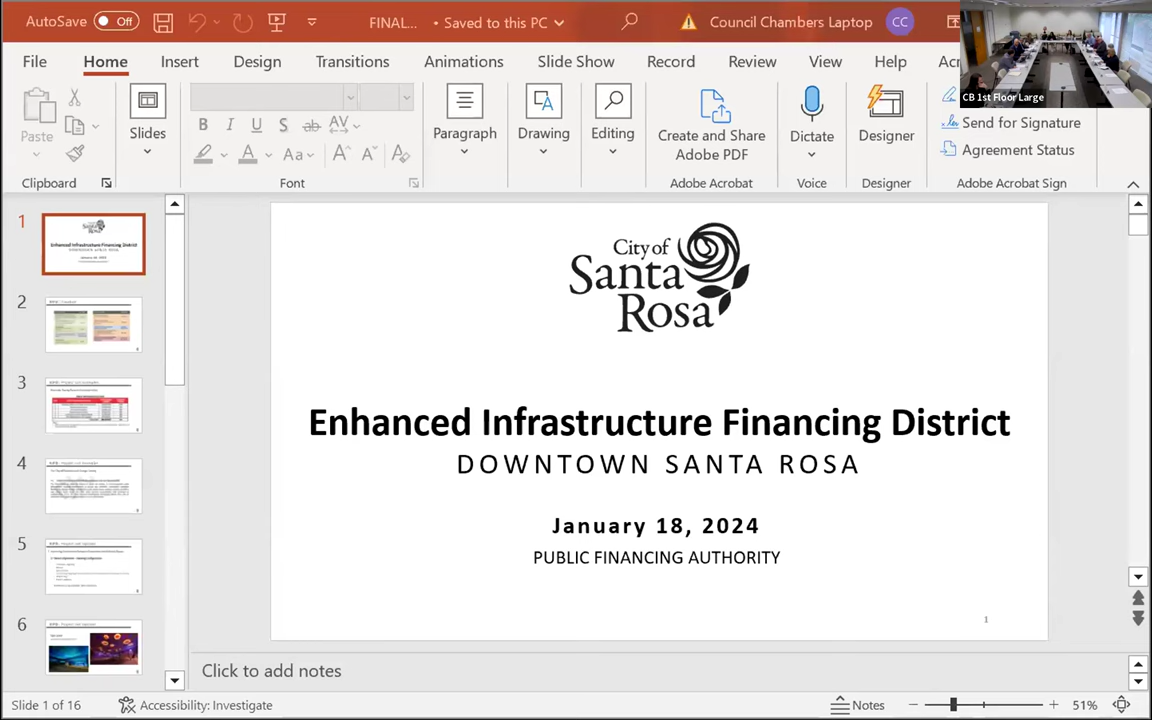 AutoSave Off FINAL... • Saved to this PC Council Chambers Laptop CC
File Home Insert Design Transitions Animations Slide Show Record Review View Help Acr
CB 1st Floor Large
Paste
Slides
B I U S ab AV
A Aa A A A
Paragraph
Drawing
Editing
Create and Share
Adobe PDF
Dictate
Designer
Send for Signature
Agreement Status
Clipboard Font Adobe Acrobat Voice Designer Adobe Acrobat Sign
1
2
3
4
5
6
City of
Santa
Rosa
Enhanced Infrastructure Financing District
DOWNTOWN SANTA ROSA
January 18, 2024
PUBLIC FINANCING AUTHORITY
1
Click to add notes
Slide 1 of 16 Accessibility: Investigate Notes 51%